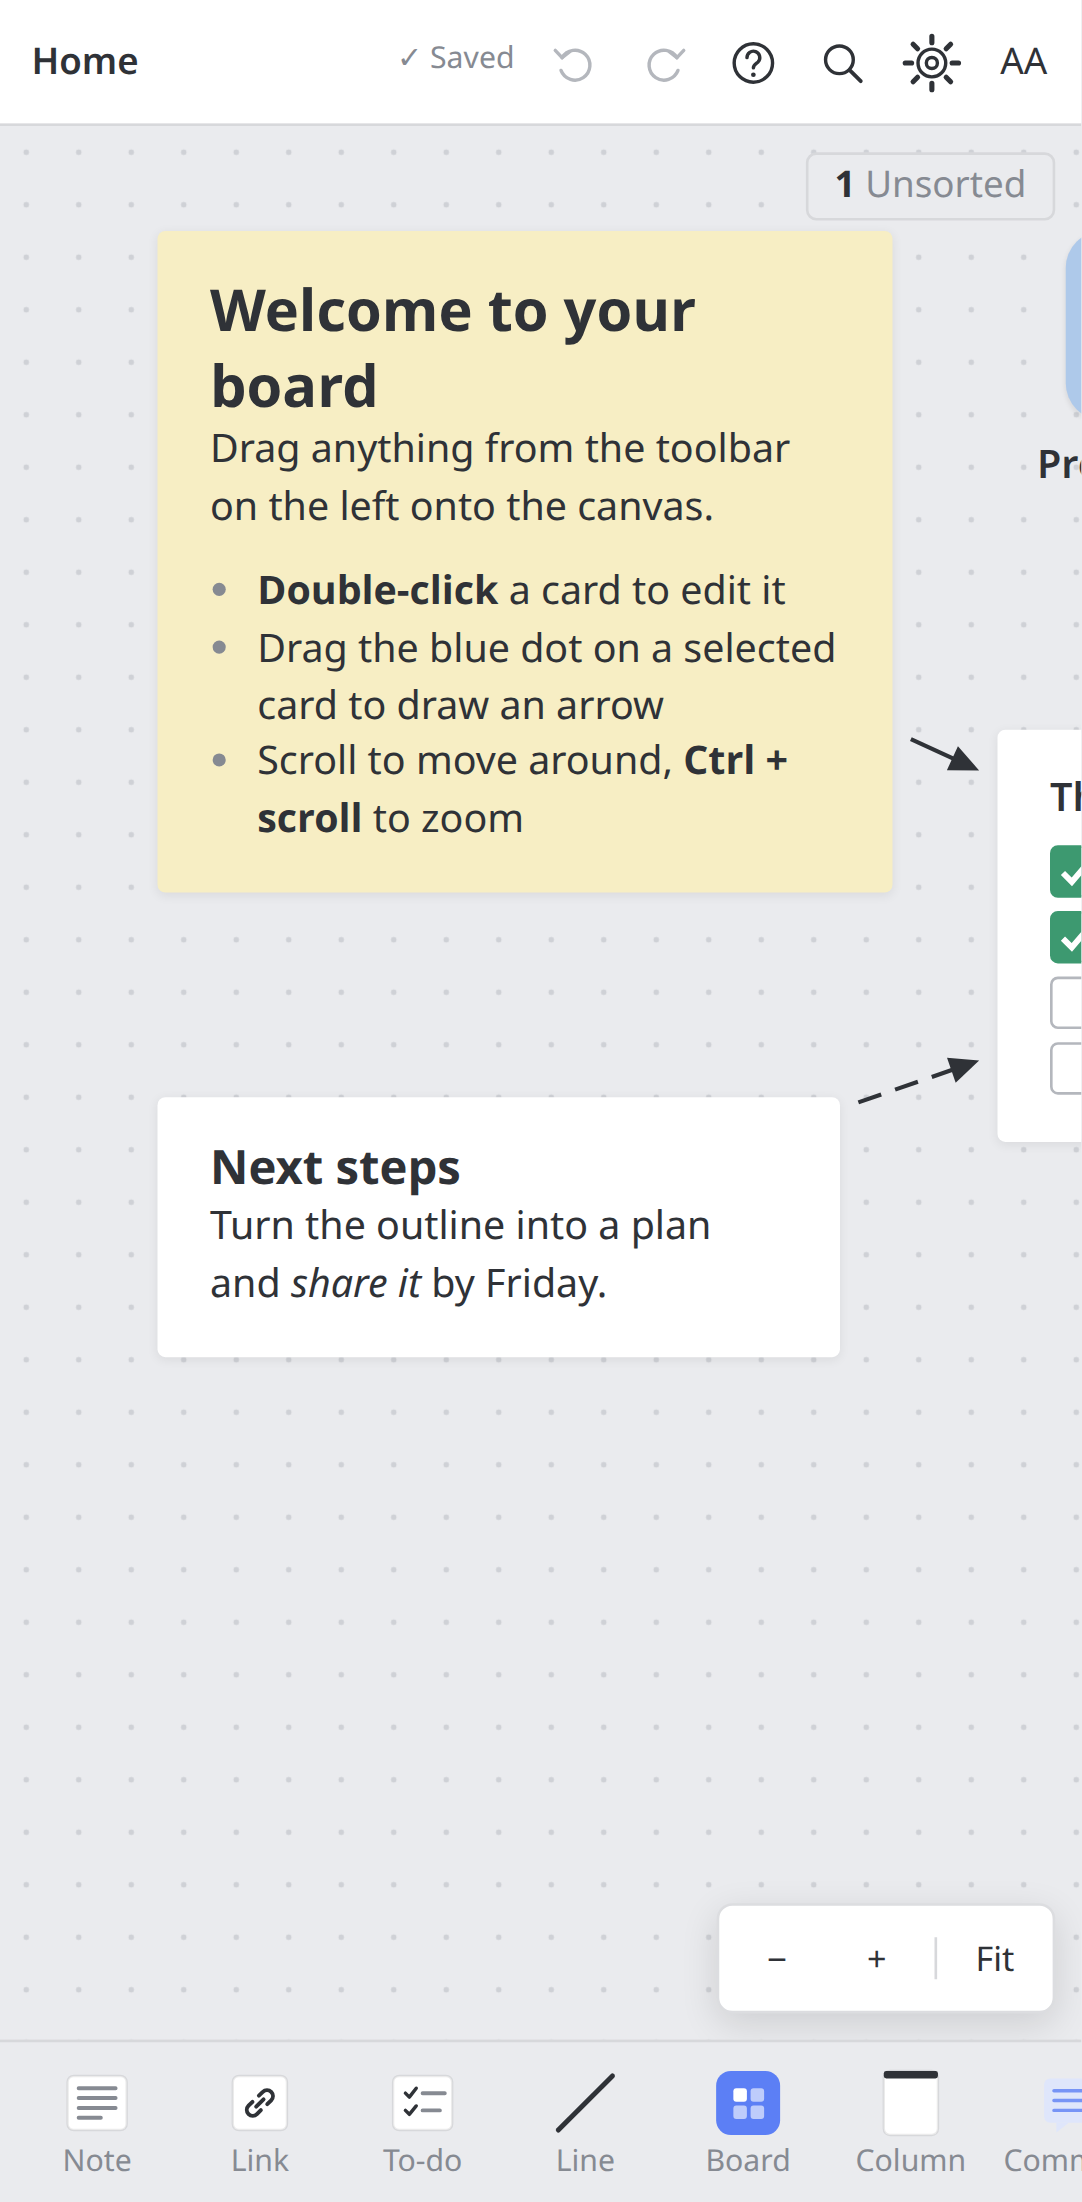 Home
✓ Saved
AA
1 Unsorted
Welcome to your
board
Drag anything from the toolbar
on the left onto the canvas.
• Double-click a card to edit it
• Drag the blue dot on a selected
card to draw an arrow
• Scroll to move around, Ctrl +
scroll to zoom
Next steps
Turn the outline into a plan
and share it by Friday.
− + Fit
Note Link To-do Line Board Column